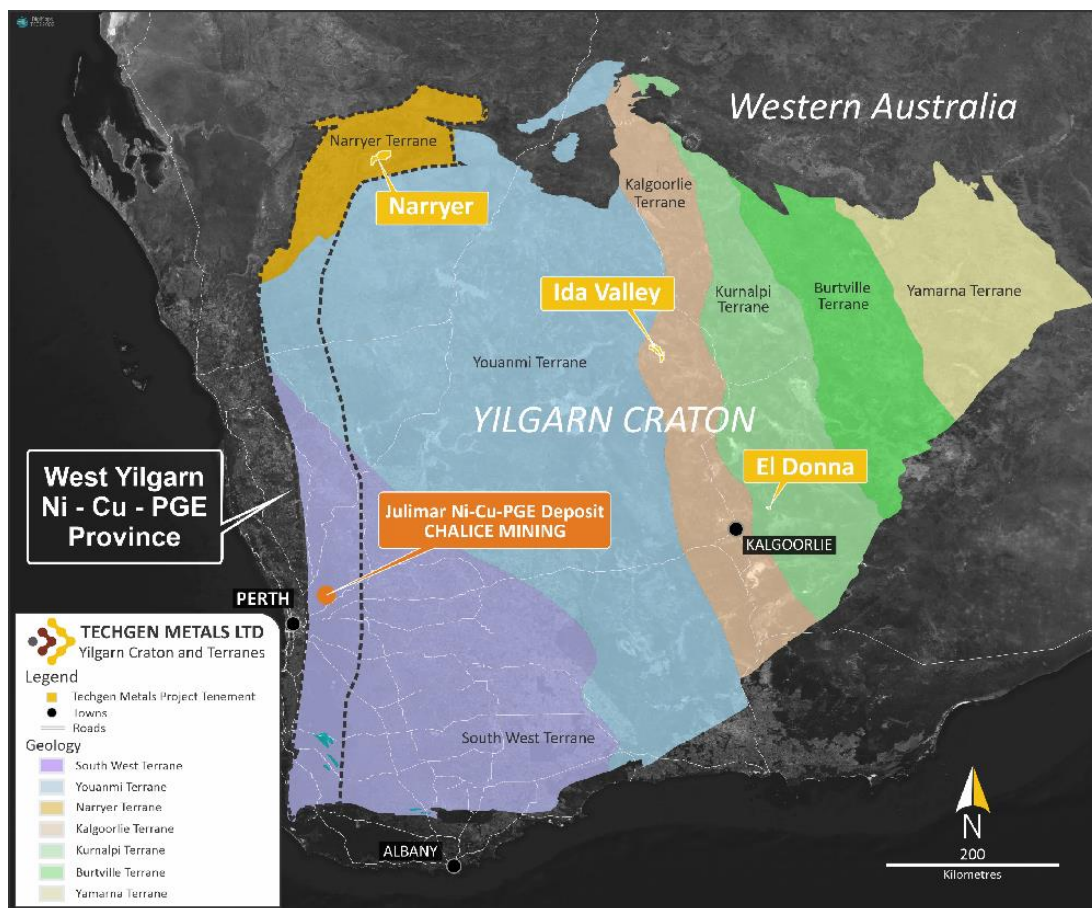 Western Australia
Narryer Terrane
Narryer
Kalgoorlie
Terrane
Ida Valley
Kurnalpi
Terrane
Burtville
Terrane
Yamarna Terrane
Youanmi Terrane
YILGARN CRATON
West Yilgarn
Ni - Cu - PGE
Province
El Donna
Julimar Ni-Cu-PGE Deposit
CHALICE MINING
KALGOORLIE
PERTH
South West Terrane
ALBANY
TECHGEN METALS LTD
Yilgarn Craton and Terranes
Legend
Techgen Metals Project Tenement
Towns
Roads
Geology
South West Terrane
Youanmi Terrane
Narryer Terrane
Kalgoorlie Terrane
Kurnalpi Terrane
Burtville Terrane
Yamarna Terrane
N
200
Kilometres